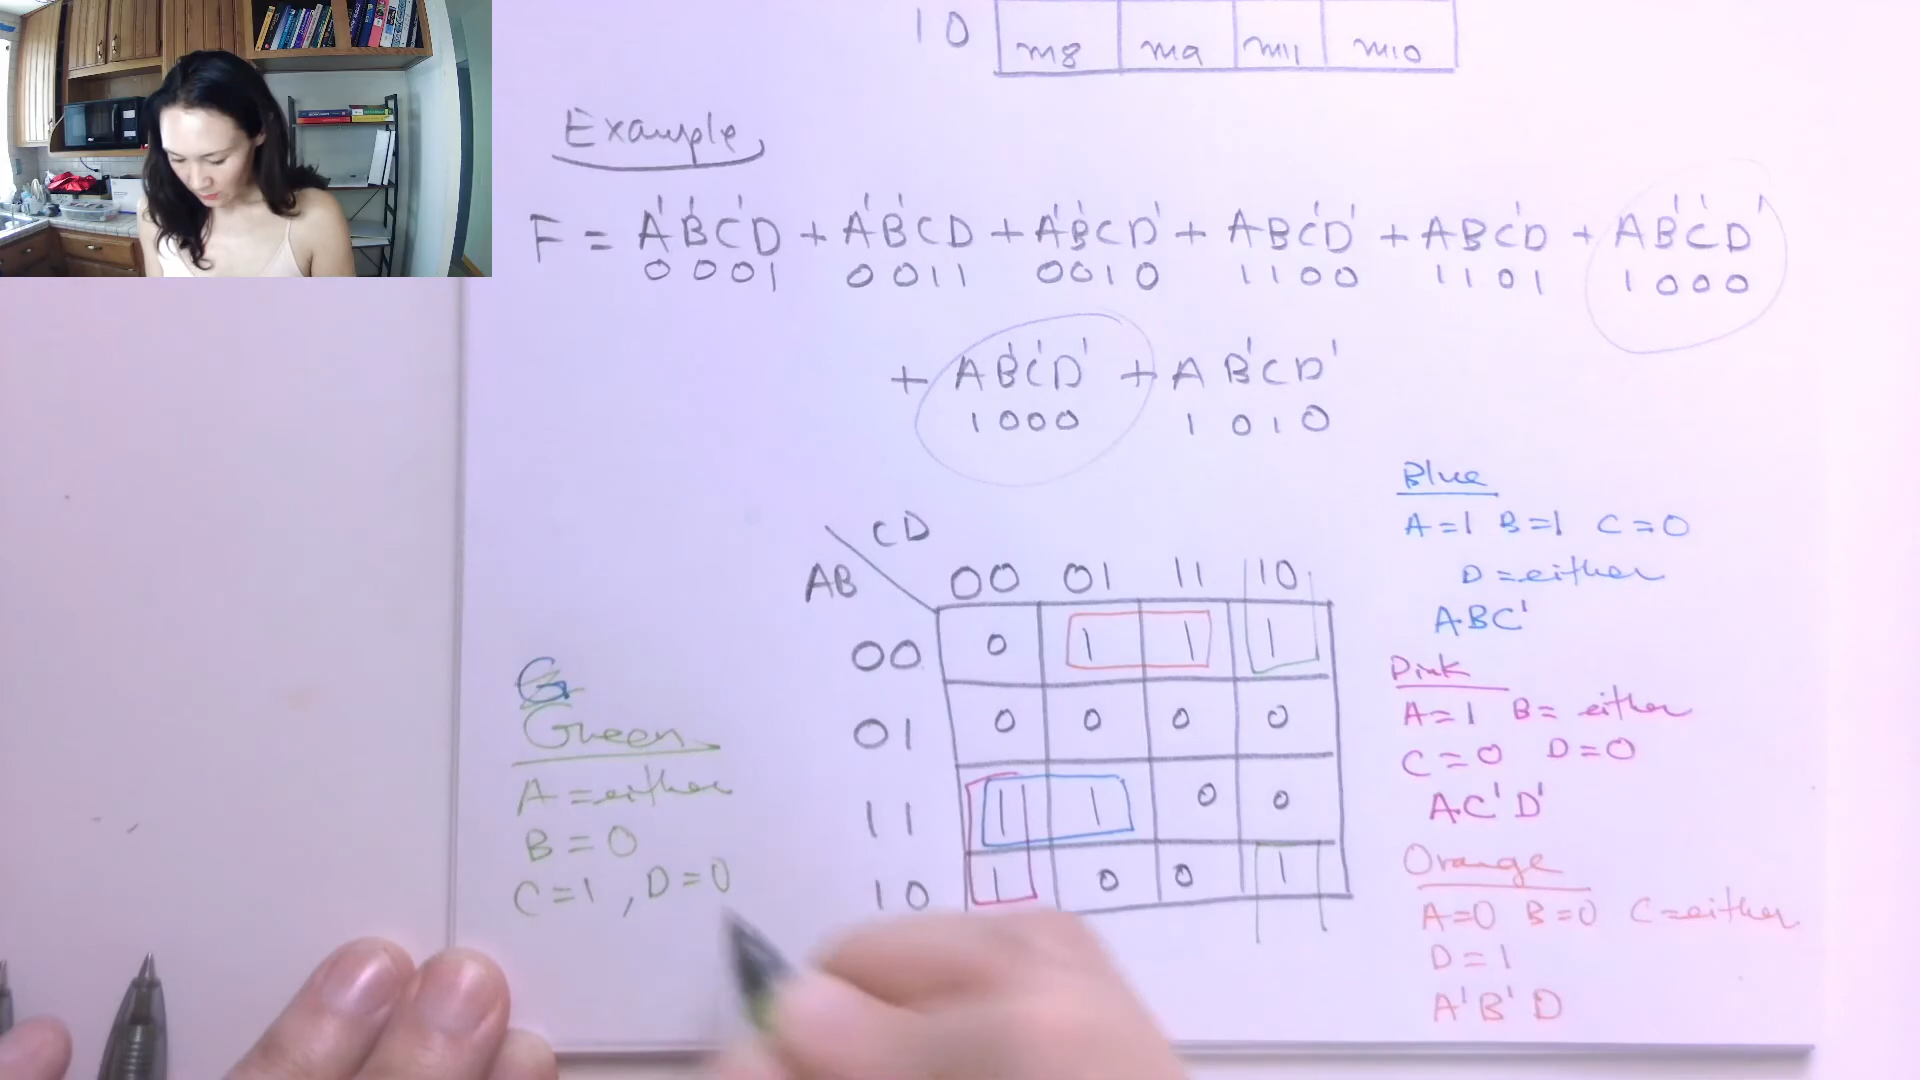 10 m8 m9 m11 m10
Example
F = A'B'C'D + A'B'CD + A'B'CD' + ABC'D' + ABC'D + AB'C'D'
0001 0011 0010 1100 1101 1000
+ AB'C'D' + AB'CD'
1000 1010
CD
AB 00 01 11 10
00 0 1 1 1
01 0 0 0 0
11 1 1 0 0
10 1 0 0 1
G
Green
A = either
B = 0
C = 1, D = 0
Blue
A = 1 B = 1 C = 0
D = either
ABC'
Pink
A = 1 B = either
C = 0 D = 0
AC'D'
Orange
A = 0 B = 0 C = either
D = 1
A'B'D